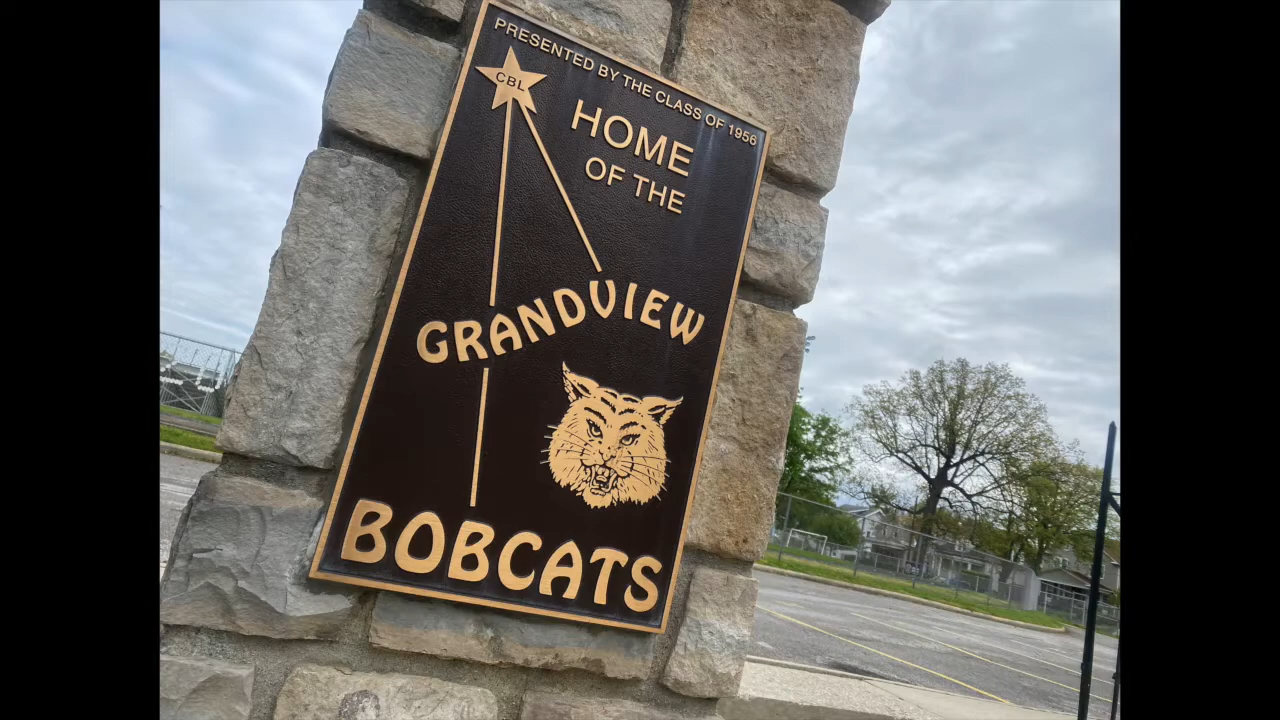 PRESENTED BY THE CLASS OF 1956
CBL
HOME
OF THE
GRANDVIEW
BOBCATS